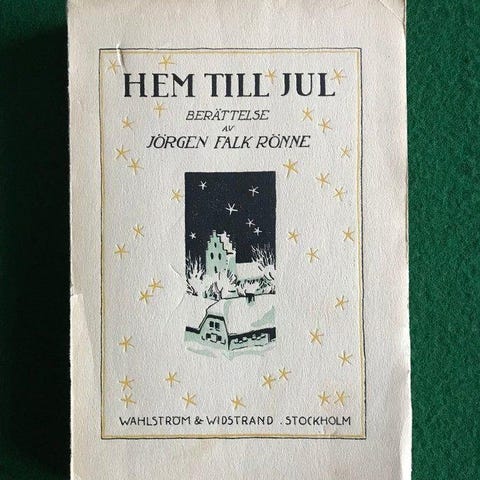 HEM TILL JUL
BERÄTTELSE
AV
JÖRGEN FALK RÖNNE
WAHLSTRÖM & WIDSTRAND . STOCKHOLM